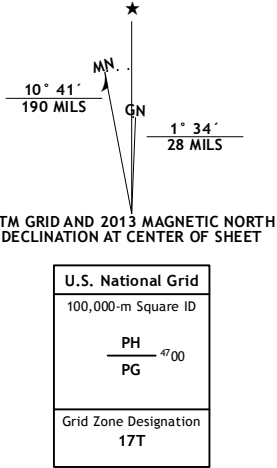 ★
MN
GN
10° 41´
190 MILS
1° 34´
28 MILS
TM GRID AND 2013 MAGNETIC NORTH
DECLINATION AT CENTER OF SHEET
U.S. National Grid
100,000-m Square ID
PH
4700
PG
Grid Zone Designation
17T